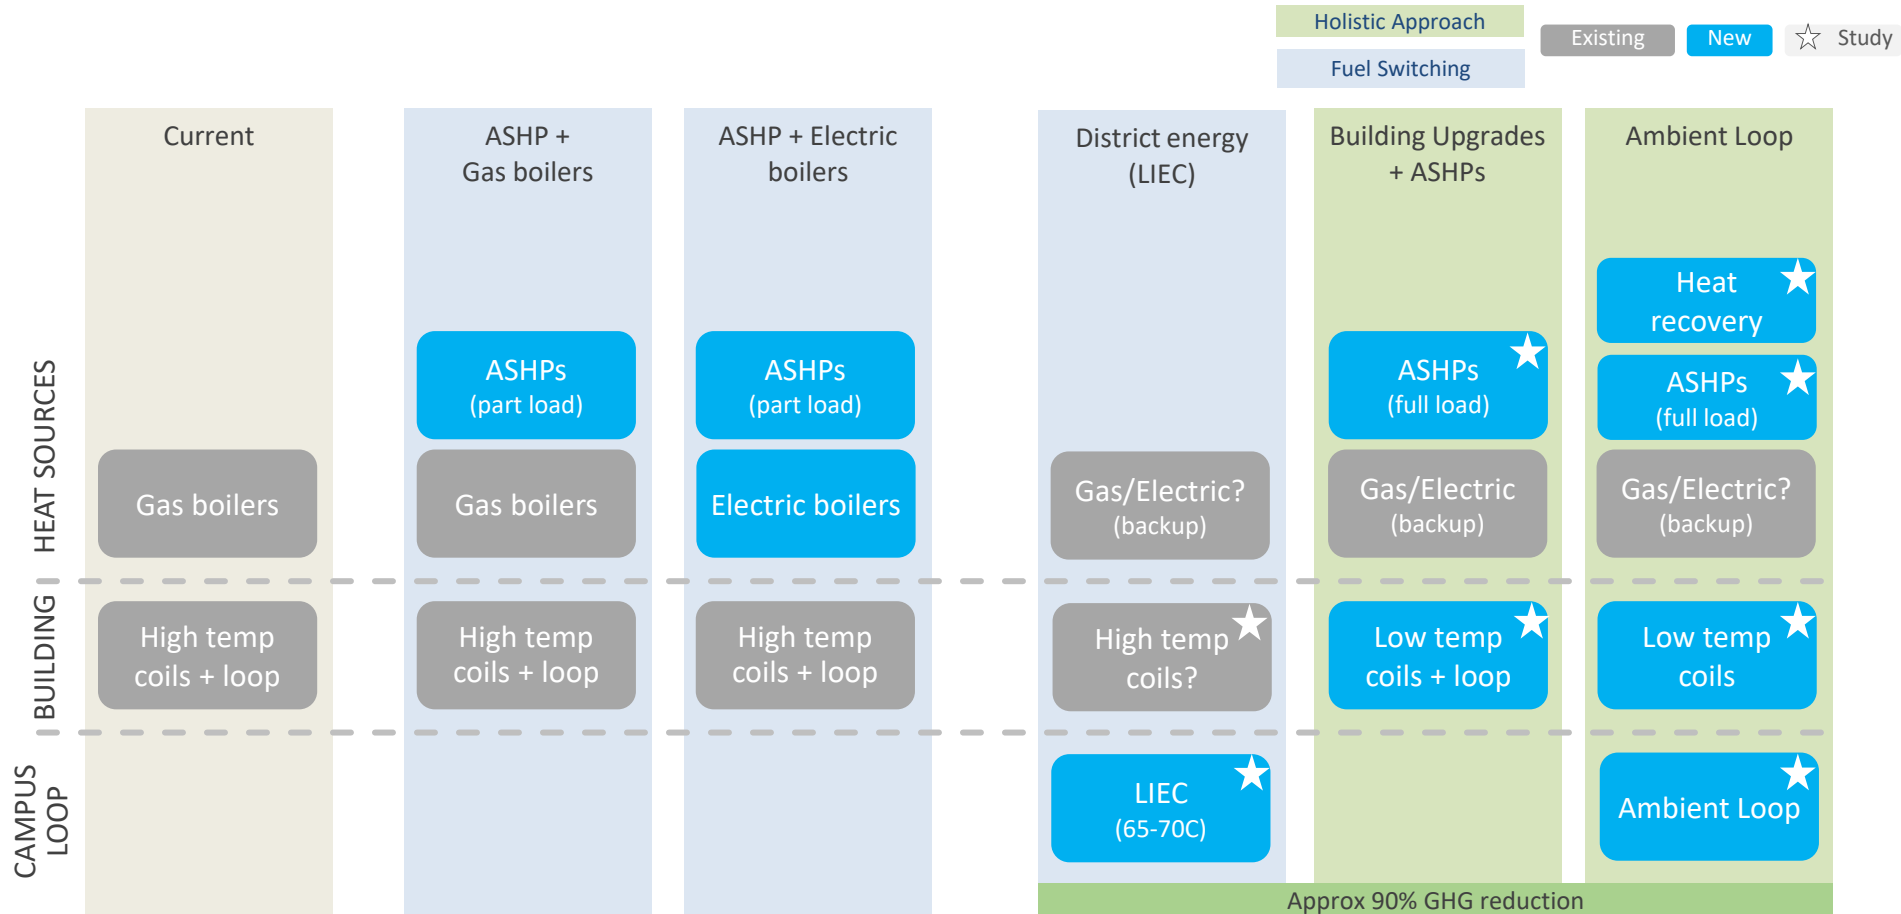 Holistic Approach
Fuel Switching
Existing
New
Study
Current
ASHP +
Gas boilers
ASHP + Electric
boilers
District energy
(LIEC)
Building Upgrades
+ ASHPs
Ambient Loop
HEAT SOURCES
Heat
recovery
ASHPs
(part load)
ASHPs
(part load)
ASHPs
(full load)
ASHPs
(full load)
Gas boilers
Gas boilers
Electric boilers
Gas/Electric?
(backup)
Gas/Electric
(backup)
Gas/Electric?
(backup)
BUILDING
High temp
coils + loop
High temp
coils + loop
High temp
coils + loop
High temp
coils?
Low temp
coils + loop
Low temp
coils
CAMPUS
LOOP
LIEC
(65-70C)
Ambient Loop
Approx 90% GHG reduction